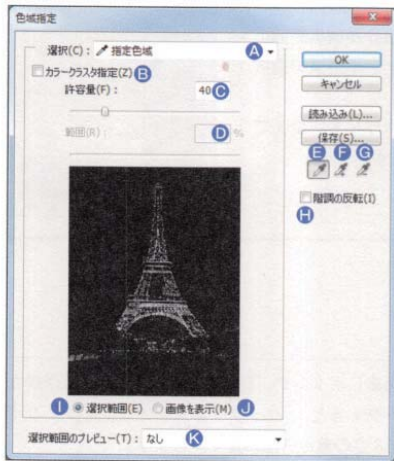 色域指定
選択(C): 指定色域 A
カラークラスタ指定(Z) B
許容量(F): 40 C
範囲(R): D %
OK
キャンセル
読み込み(L)...
保存(S)...
E F G
階調の反転(I)
H
I 選択範囲(E) 画像を表示(M) J
選択範囲のプレビュー(T): なし K